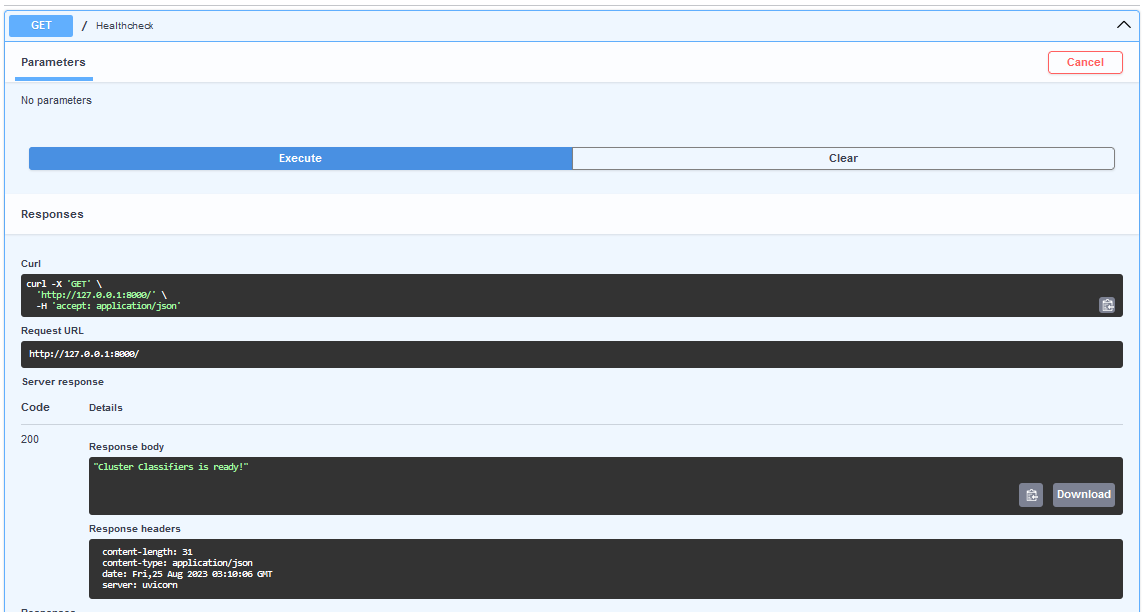 GET / Healthcheck
Parameters Cancel
No parameters
Execute Clear
Responses
Curl
curl -X 'GET' \
'http://127.0.0.1:8000/' \
-H 'accept: application/json'
Request URL
http://127.0.0.1:8000/
Server response
Code Details
200
Response body
"Cluster Classifiers is ready!"
Download
Response headers
content-length: 31
content-type: application/json
date: Fri,25 Aug 2023 03:10:06 GMT
server: uvicorn
Responses